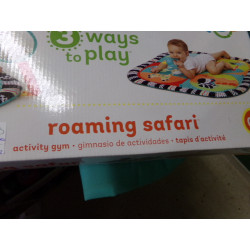 3 ways
to play
roaming safari
activity gym • gimnasio de actividades • tapis d'activité